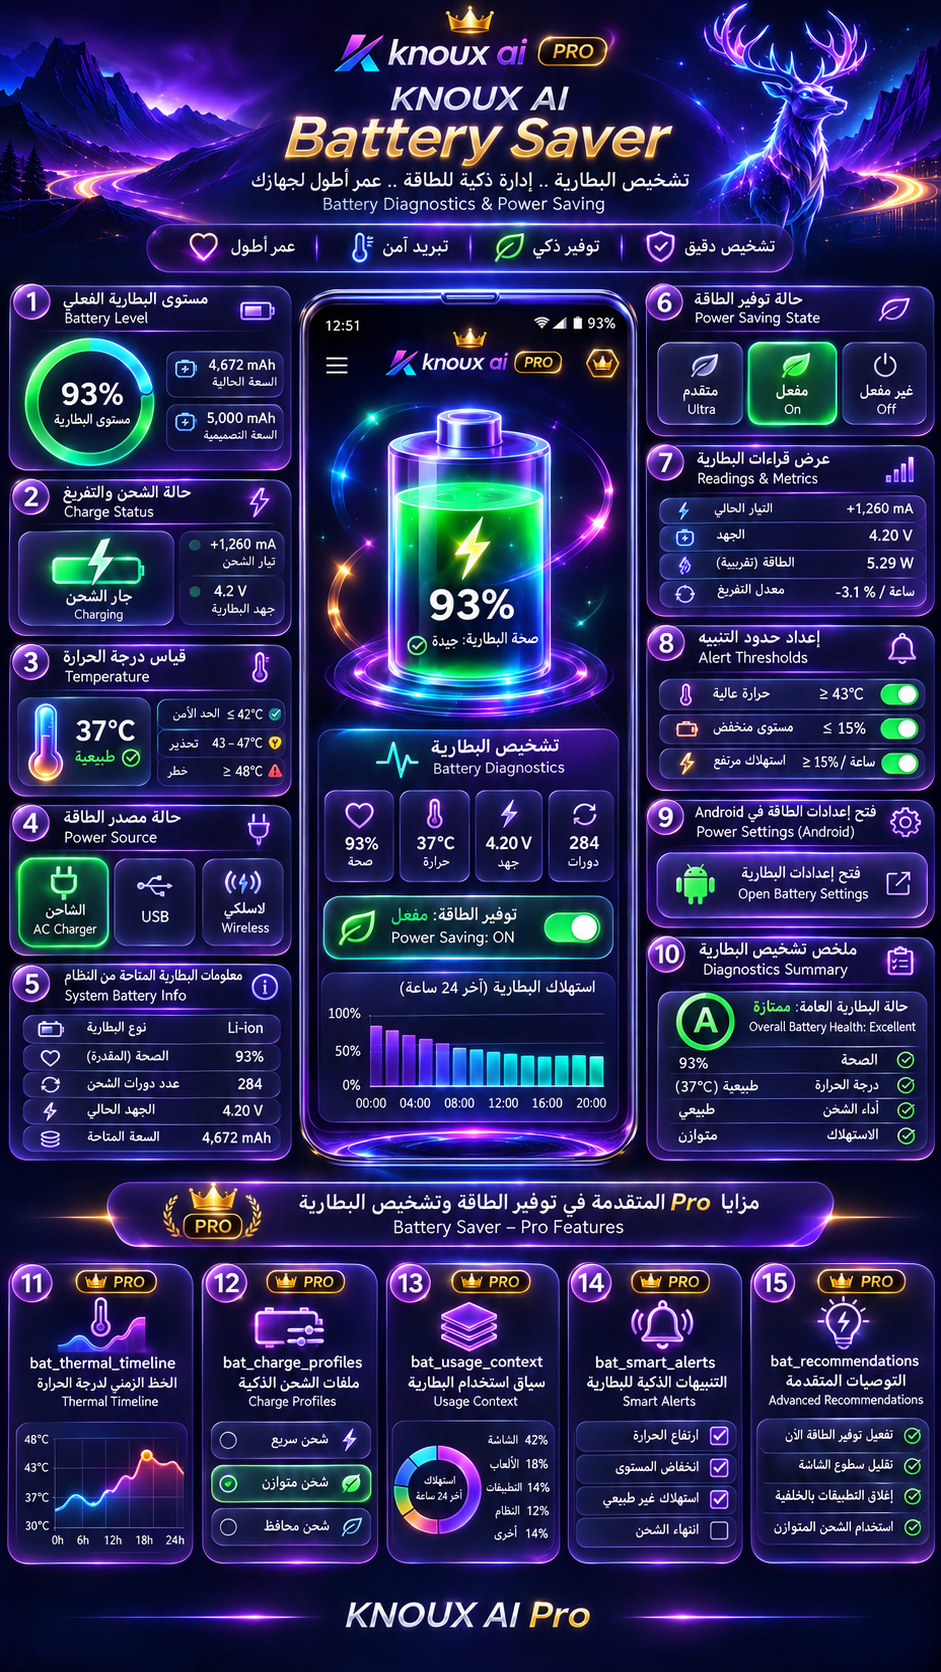 knoux ai PRO
KNOUX AI
Battery Saver
تشخيص البطارية .. إدارة ذكية للطاقة .. عمر أطول لجهازك
Battery Diagnostics & Power Saving
تشخيص دقيق
توفير ذكي
تبريد آمن
عمر أطول
1
مستوى البطارية الفعلي
Battery Level
93%
مستوى البطارية
4,672 mAh
السعة الحالية
5,000 mAh
السعة التصميمية
2
حالة الشحن والتفريغ
Charge Status
جار الشحن
Charging
+1,260 mA
تيار الشحن
4.2 V
جهد البطارية
3
قياس درجة الحرارة
Temperature
37°C
طبيعية
الحد الأمن ≤ 42°C
تحذير 43 – 47°C
خطر ≥ 48°C
4
حالة مصدر الطاقة
Power Source
الشاحن
AC Charger
USB
لاسلكي
Wireless
5
معلومات البطارية المتاحة من النظام
System Battery Info
نوع البطارية Li-ion
الصحة (المقدرة) 93%
عدد دورات الشحن 284
الجهد الحالي 4.20 V
السعة المتاحة 4,672 mAh
12:51
93%
knoux ai PRO
93%
صخة البطارية: جيدة
تشخيص البطارية
Battery Diagnostics
93%
صحة
37°C
حرارة
4.20 V
جهد
284
دورات
توفير الطاقة: مفعل
Power Saving: ON
استهلاك البطارية (آخر 24 ساعة)
100%
50%
0%
00:00 04:00 08:00 12:00 16:00 20:00
6
حالة توفير الطاقة
Power Saving State
متقدم
Ultra
مفعل
On
غير مفعل
Off
7
عرض قراءات البطارية
Readings & Metrics
التيار الحالي +1,260 mA
الجهد 4.20 V
الطاقة (تقريبية) 5.29 W
معدل التفريغ -3.1 % / ساعة
8
إعداد حدود التنبيه
Alert Thresholds
حرارة عالية ≥ 43°C
مستوى منخفض ≤ 15%
استهلاك مرتفع ≥ 15% / ساعة
9
فتح إعدادات الطاقة في Android
Power Settings (Android)
فتح إعدادات البطارية
Open Battery Settings
10
ملخص تشخيص البطارية
Diagnostics Summary
A
حالة البطارية العامة: ممتازة
Overall Battery Health: Excellent
الصحة 93%
درجة الحرارة طبيعية (37°C)
أداء الشخن طبيعي
الاستهلاك متوازن
PRO
مزايا Pro المتقدمة في توفير الطاقة وتشخيص البطارية
Battery Saver – Pro Features
11
PRO
bat_thermal_timeline
الخط الزمني لدرجة الحرارة
Thermal Timeline
48°C
43°C
37°C
30°C
0h 6h 12h 18h 24h
12
PRO
bat_charge_profiles
ملفات الشحن الذكية
Charge Profiles
شحن سريع
شخن متوازن
شحن محافظ
13
PRO
bat_usage_context
سياق استخدام البطارية
Usage Context
استهلاك
آخر 24 ساعة
الشاشة 42%
الألعاب 18%
التطبيقات 14%
النظام 12%
أخرى 14%
14
PRO
bat_smart_alerts
التنبيهات الذكية للبطارية
Smart Alerts
ارتفاع الحرارة
انخفاض المستوى
استهلاك غير طبيعي
انتهاء الشخن
15
PRO
bat_recommendations
التوصيات المتقدمة
Advanced Recommendations
تفعيل توفير الطاقة الآن
تقليل سطوع الشاشة
إغلاق التطبيقات بالخلفية
استخدام الشحن المتوازن
KNOUX AI Pro